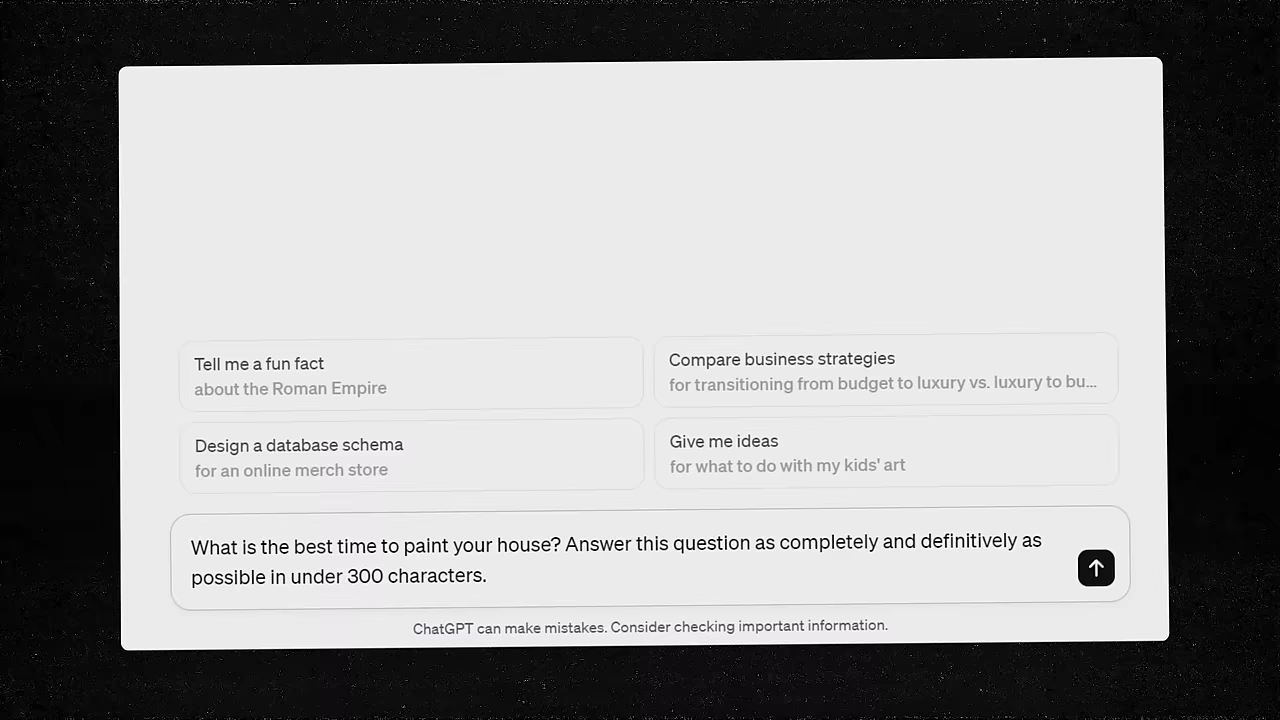 Tell me a fun fact
about the Roman Empire
Compare business strategies
for transitioning from budget to luxury vs. luxury to bu...
Design a database schema
for an online merch store
Give me ideas
for what to do with my kids' art
What is the best time to paint your house? Answer this question as completely and definitively as
possible in under 300 characters.
ChatGPT can make mistakes. Consider checking important information.